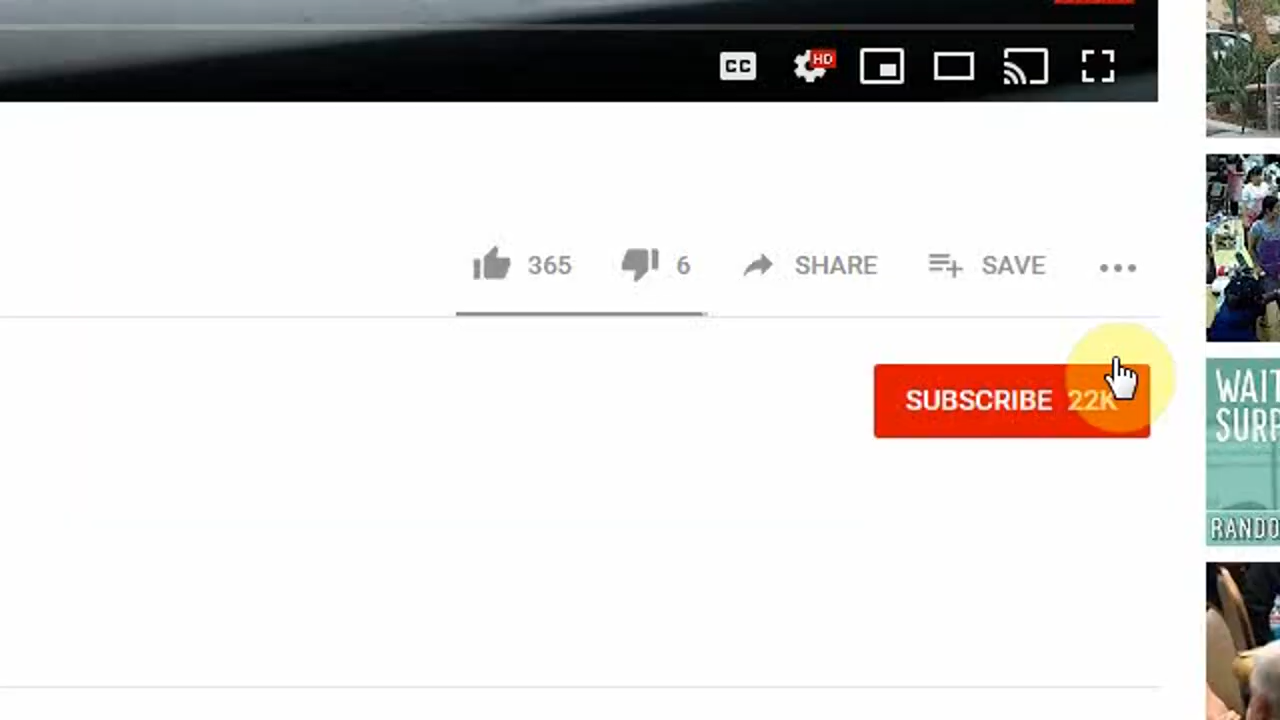 CC HD
365 6 SHARE SAVE
SUBSCRIBE 22K
WAIT
SURP
RANDO